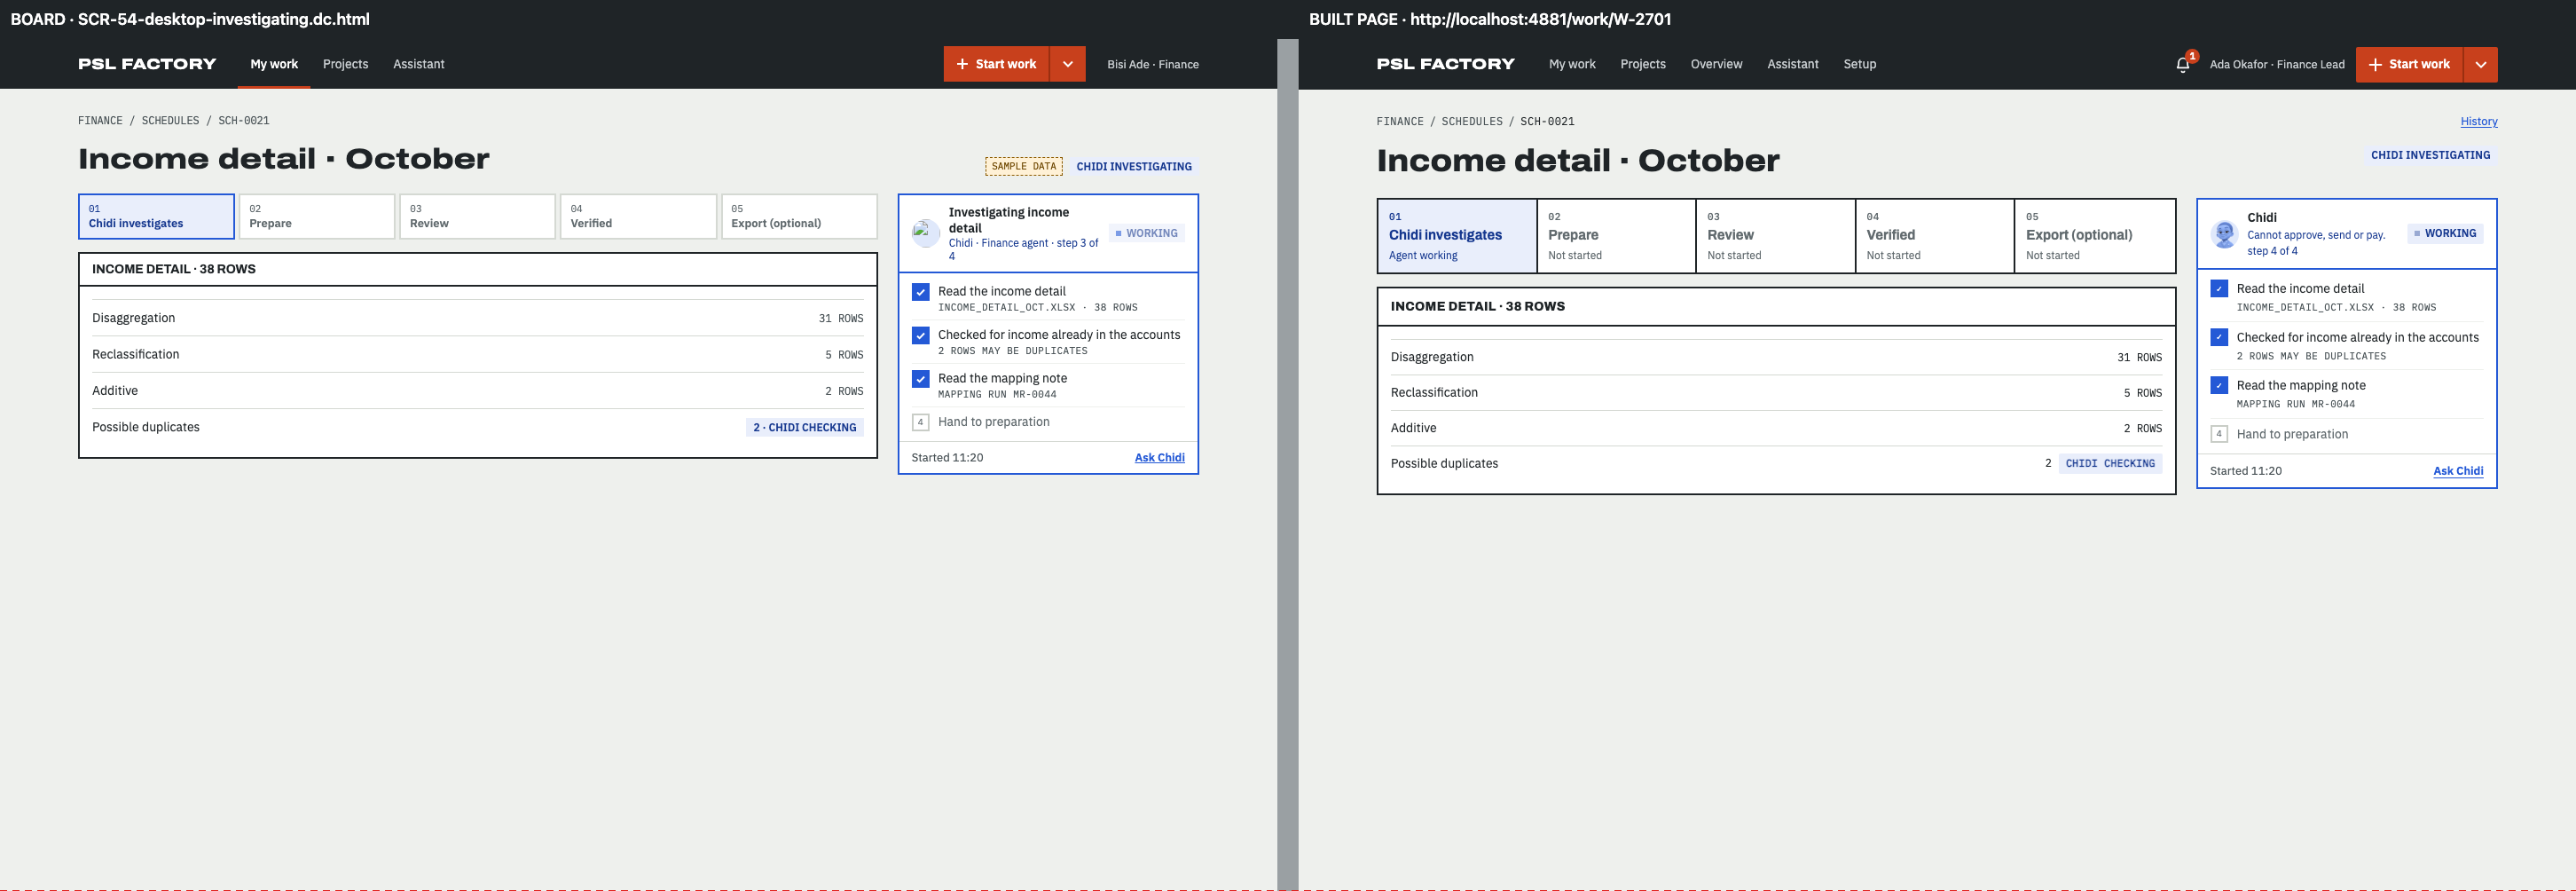 BOARD · SCR-54-desktop-investigating.dc.html
PSL FACTORY
My work
Projects
Assistant
+ Start work
Bisi Ade · Finance
FINANCE / SCHEDULES / SCH-0021
Income detail · October
SAMPLE DATA
CHIDI INVESTIGATING
01
Chidi investigates
02
Prepare
03
Review
04
Verified
05
Export (optional)
INCOME DETAIL · 38 ROWS
Disaggregation
31 ROWS
Reclassification
5 ROWS
Additive
2 ROWS
Possible duplicates
2 · CHIDI CHECKING
Investigating income
detail
Chidi · Finance agent · step 3 of
4
WORKING
Read the income detail
INCOME_DETAIL_OCT.XLSX · 38 ROWS
Checked for income already in the accounts
2 ROWS MAY BE DUPLICATES
Read the mapping note
MAPPING RUN MR-0044
4
Hand to preparation
Started 11:20
Ask Chidi
BUILT PAGE · http://localhost:4881/work/W-2701
PSL FACTORY
My work
Projects
Overview
Assistant
Setup
1
Ada Okafor · Finance Lead
+ Start work
FINANCE / SCHEDULES / SCH-0021
History
Income detail · October
CHIDI INVESTIGATING
01
Chidi investigates
Agent working
02
Prepare
Not started
03
Review
Not started
04
Verified
Not started
05
Export (optional)
Not started
INCOME DETAIL · 38 ROWS
Disaggregation
31 ROWS
Reclassification
5 ROWS
Additive
2 ROWS
Possible duplicates
2 CHIDI CHECKING
Chidi
Cannot approve, send or pay.
step 4 of 4
WORKING
Read the income detail
INCOME_DETAIL_OCT.XLSX · 38 ROWS
Checked for income already in the accounts
2 ROWS MAY BE DUPLICATES
Read the mapping note
MAPPING RUN MR-0044
4
Hand to preparation
Started 11:20
Ask Chidi